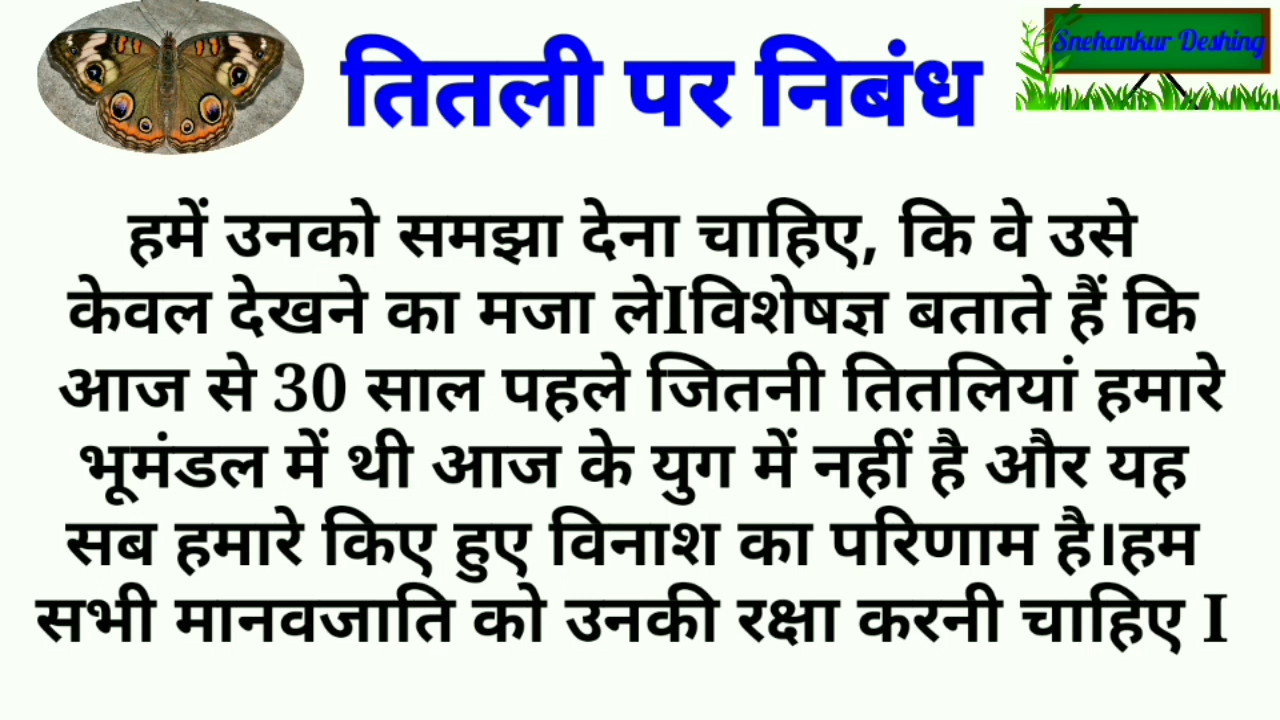 तितली पर निबंध
Snehankur Deshing
हमें उनको समझा देना चाहिए, कि वे उसे
केवल देखने का मजा लेIविशेषज्ञ बताते हैं कि
आज से 30 साल पहले जितनी तितलियां हमारे
भूमंडल में थी आज के युग में नहीं है और यह
सब हमारे किए हुए विनाश का परिणाम है।हम
सभी मानवजाति को उनकी रक्षा करनी चाहिए I